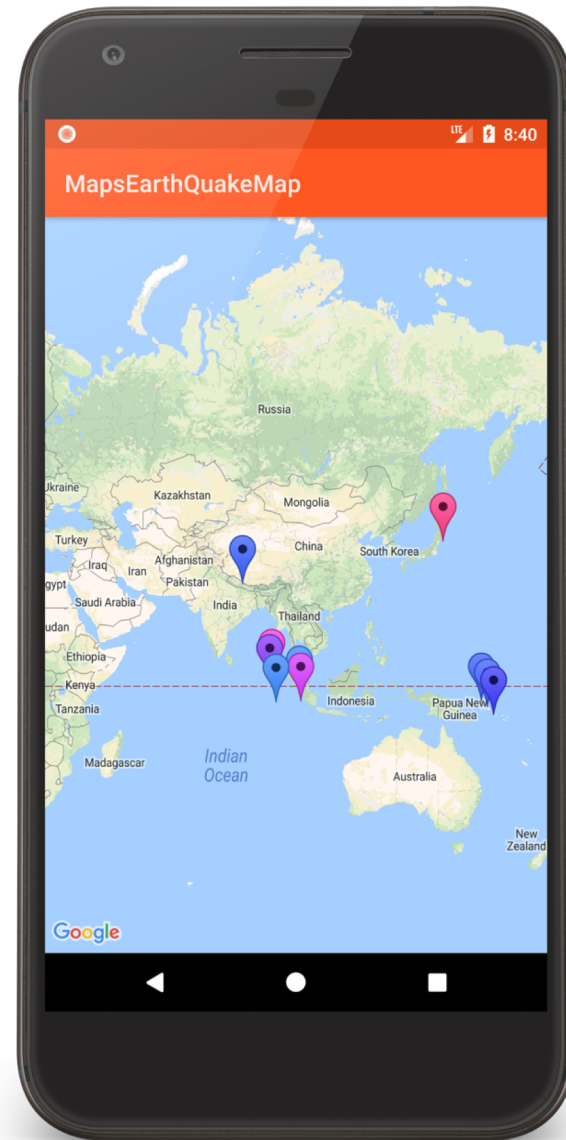 LTE 8:40
MapsEarthQuakeMap
Russia
Ukraine
Kazakhstan
Mongolia
Turkey
China
South Korea
Afghanistan
Iraq
Iran
Pakistan
gypt
Saudi Arabia
India
Thailand
udan
Ethiopia
Kenya
Indonesia
Papua New
Guinea
Tanzania
Madagascar
Indian
Ocean
Australia
New
Zealand
Google